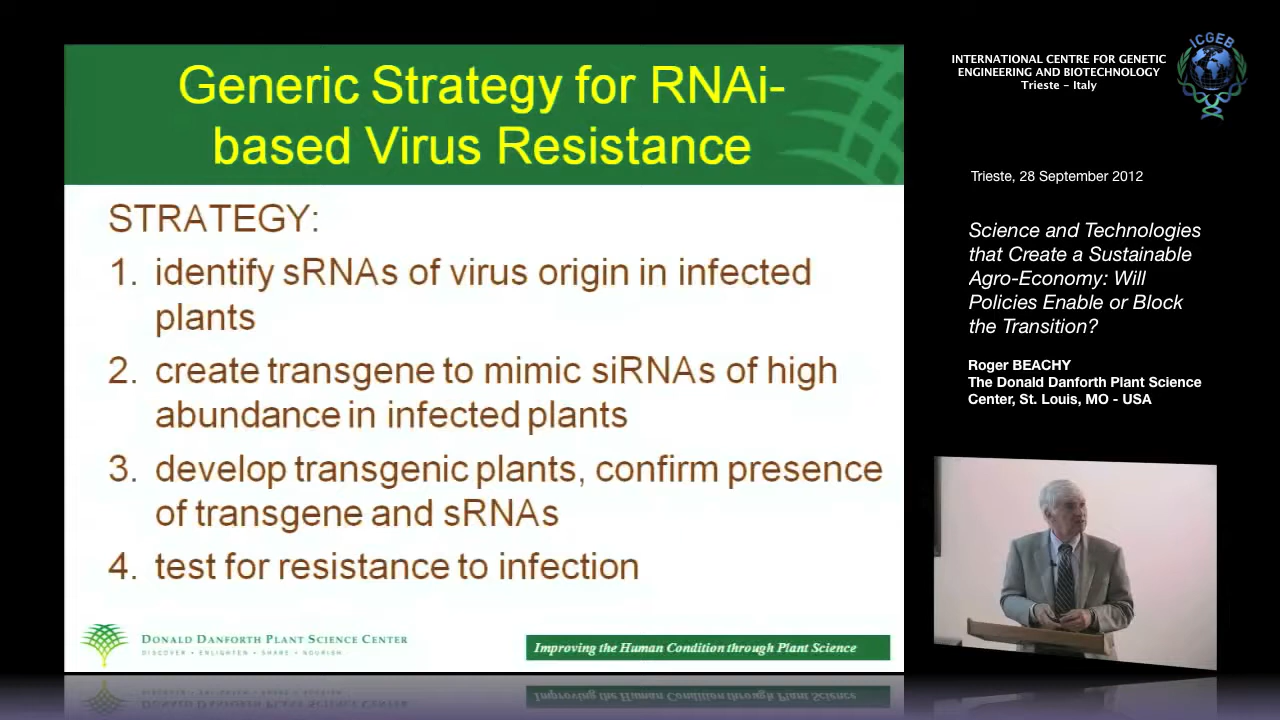 Generic Strategy for RNAi-
based Virus Resistance
STRATEGY:
1. identify sRNAs of virus origin in infected
plants
2. create transgene to mimic siRNAs of high
abundance in infected plants
3. develop transgenic plants, confirm presence
of transgene and sRNAs
4. test for resistance to infection
DONALD DANFORTH PLANT SCIENCE CENTER
DISCOVER • ENLIGHTEN • SHARE • NOURISH
Improving the Human Condition through Plant Science
INTERNATIONAL CENTRE FOR GENETIC
ENGINEERING AND BIOTECHNOLOGY
Trieste - Italy
ICGEB
Trieste, 28 September 2012
Science and Technologies
that Create a Sustainable
Agro-Economy: Will
Policies Enable or Block
the Transition?
Roger BEACHY
The Donald Danforth Plant Science
Center, St. Louis, MO - USA